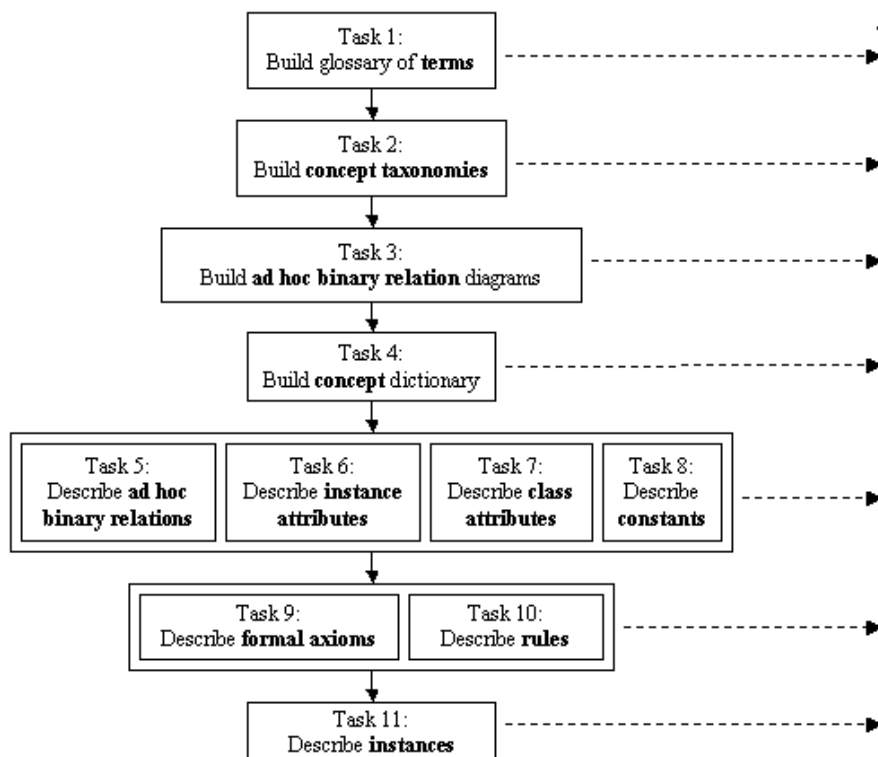 Task 1:
Build glossary of terms
Task 2:
Build concept taxonomies
Task 3:
Build ad hoc binary relation diagrams
Task 4:
Build concept dictionary
Task 5:
Describe ad hoc
binary relations
Task 6:
Describe instance
attributes
Task 7:
Describe class
attributes
Task 8:
Describe
constants
Task 9:
Describe formal axioms
Task 10:
Describe rules
Task 11:
Describe instances